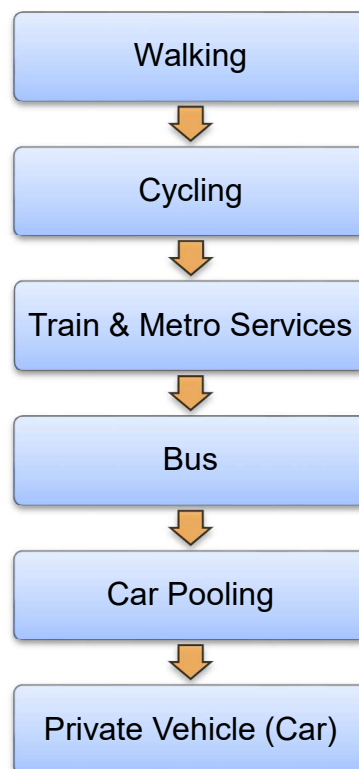 Walking
Cycling
Train & Metro Services
Bus
Car Pooling
Private Vehicle (Car)